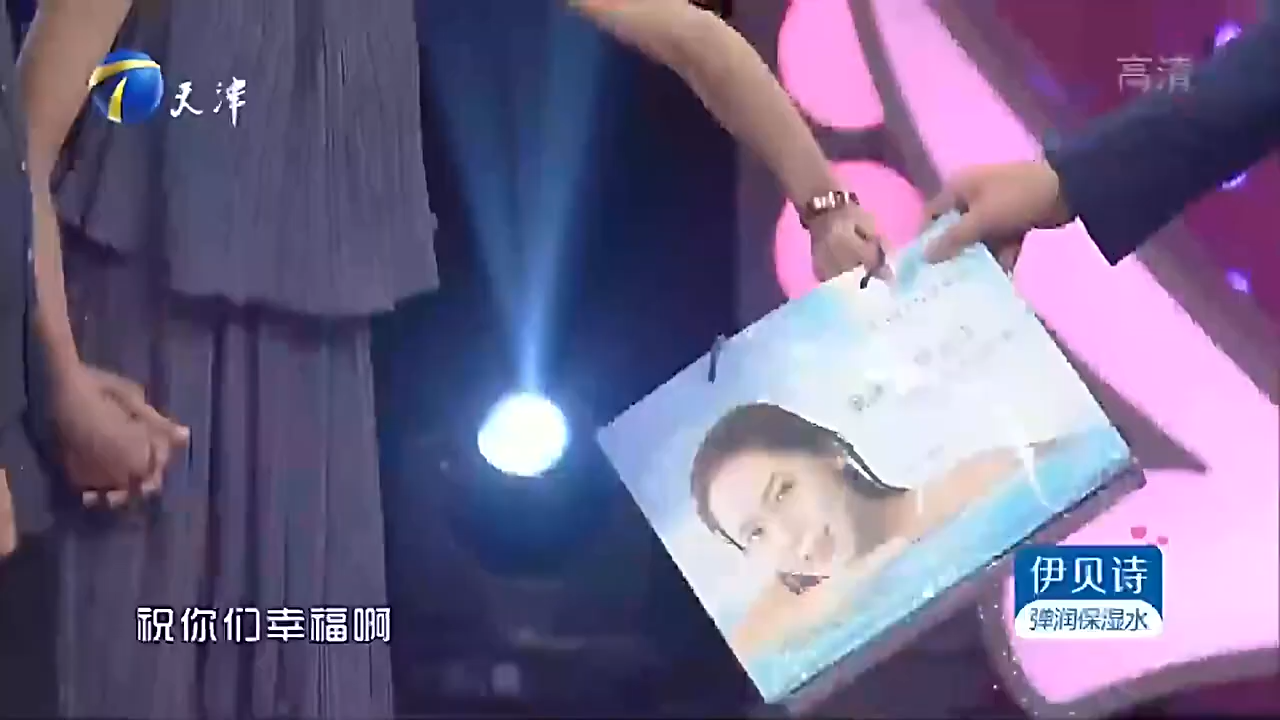 天津
高清
伊贝诗
弹润保湿水
祝你们幸福啊